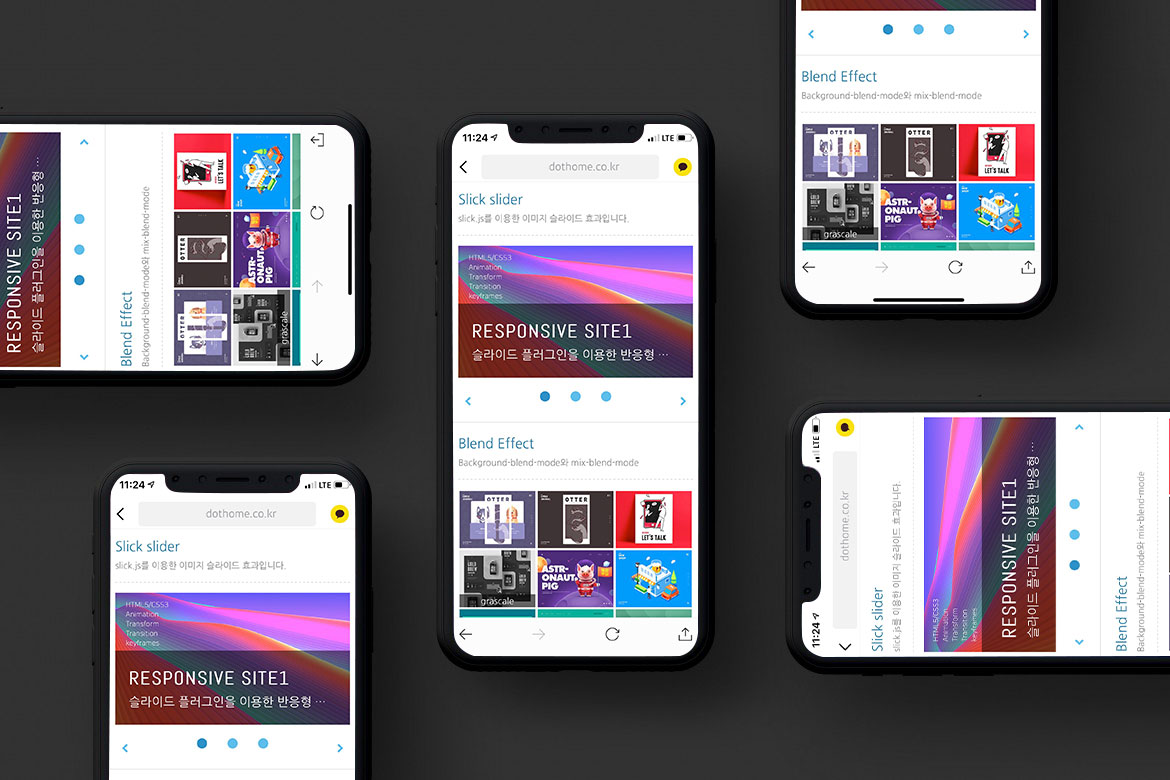 RESPONSIVE SITE1
슬라이드 플러그인을 이용한 반응형 ...
Blend Effect
Background-blend-mode와 mix-blend-mode
OTTER
LET'S TALK
ASTR-
ONAUT
PIG
grascale
11:24
LTE
dothome.co.kr
Slick slider
slick.js를 이용한 이미지 슬라이드 효과입니다.
HTML5/CSS3
Animation
Transform
Transition
keyframes
RESPONSIVE SITE1
슬라이드 플러그인을 이용한 반응형 ...
Blend Effect
Background-blend-mode와 mix-blend-mode
OTTER
OTTER
LET'S TALK
grascale
ASTR-
ONAUT
PIG
Blend Effect
Background-blend-mode와 mix-blend-mode
OTTER
OTTER
LET'S TALK
grascale
ASTR-
ONAUT
PIG
11:24
LTE
dothome.co.kr
Slick slider
slick.js를 이용한 이미지 슬라이드 효과입니다.
HTML5/CSS3
Animation
Transform
Transition
keyframes
RESPONSIVE SITE1
슬라이드 플러그인을 이용한 반응형 ...
11:24
LTE
dothome.co.kr
Slick slider
slick.js를 이용한 이미지 슬라이드 효과입니다.
HTML5/CSS3
Animation
Transform
Transition
keyframes
RESPONSIVE SITE1
슬라이드 플러그인을 이용한 반응형 ...
Blend Effect
Background-blend-mode와 mix-blend-mode